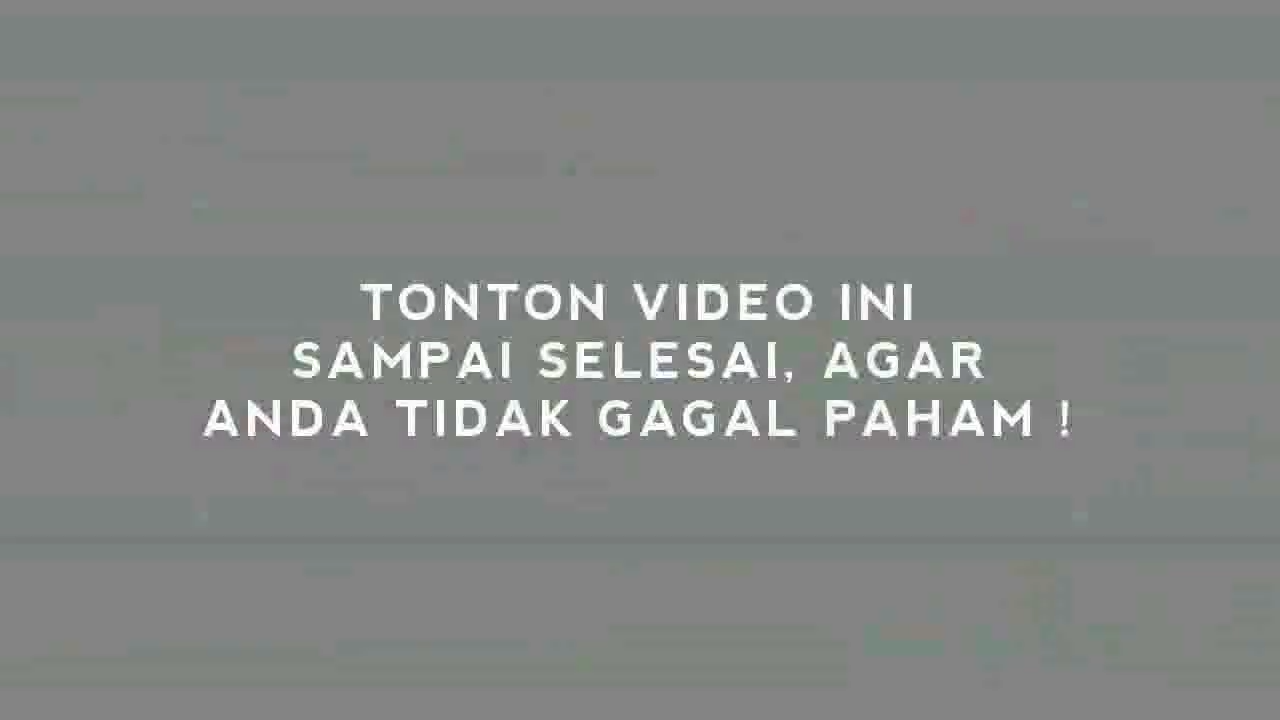 TONTON VIDEO INI
SAMPAI SELESAI, AGAR
ANDA TIDAK GAGAL PAHAM !